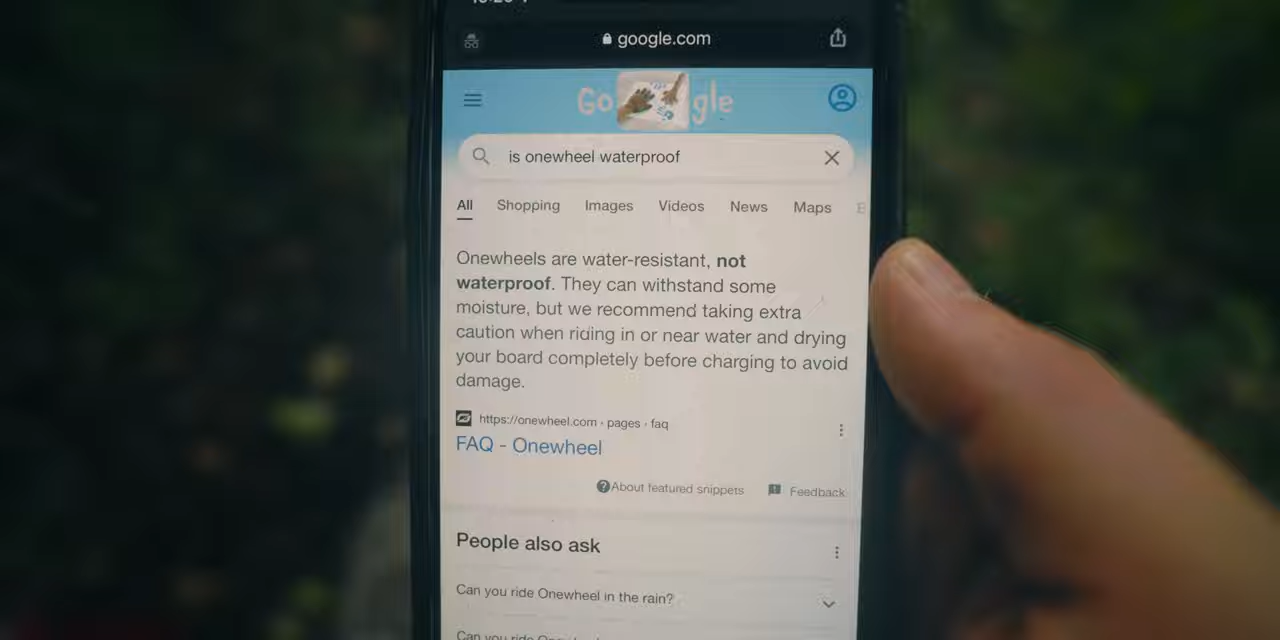 google.com
Go gle
is onewheel waterproof
All Shopping Images Videos News Maps
Onewheels are water-resistant, not
waterproof. They can withstand some
moisture, but we recommend taking extra
caution when riding in or near water and drying
your board completely before charging to avoid
damage.
https://onewheel.com › pages › faq
FAQ - Onewheel
About featured snippets Feedback
People also ask
Can you ride Onewheel in the rain?
Can you ride